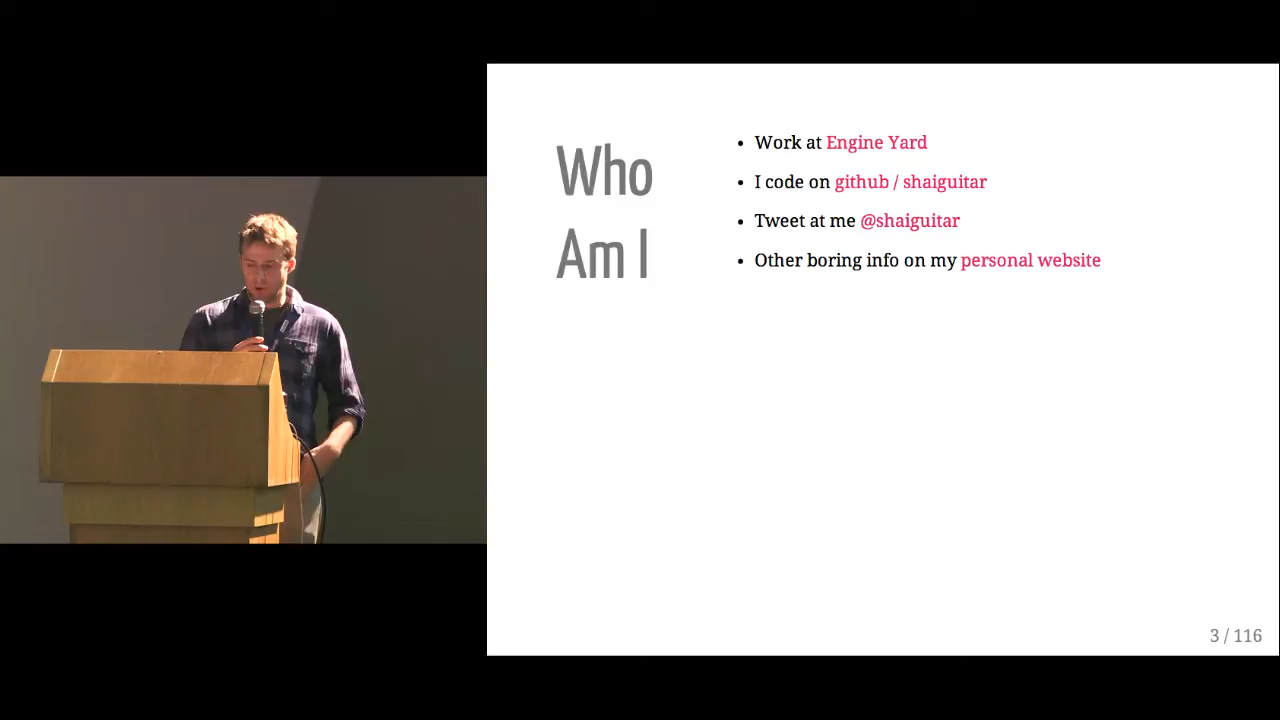 Who
Am I
• Work at Engine Yard
• I code on github / shaiguitar
• Tweet at me @shaiguitar
• Other boring info on my personal website
3 / 116